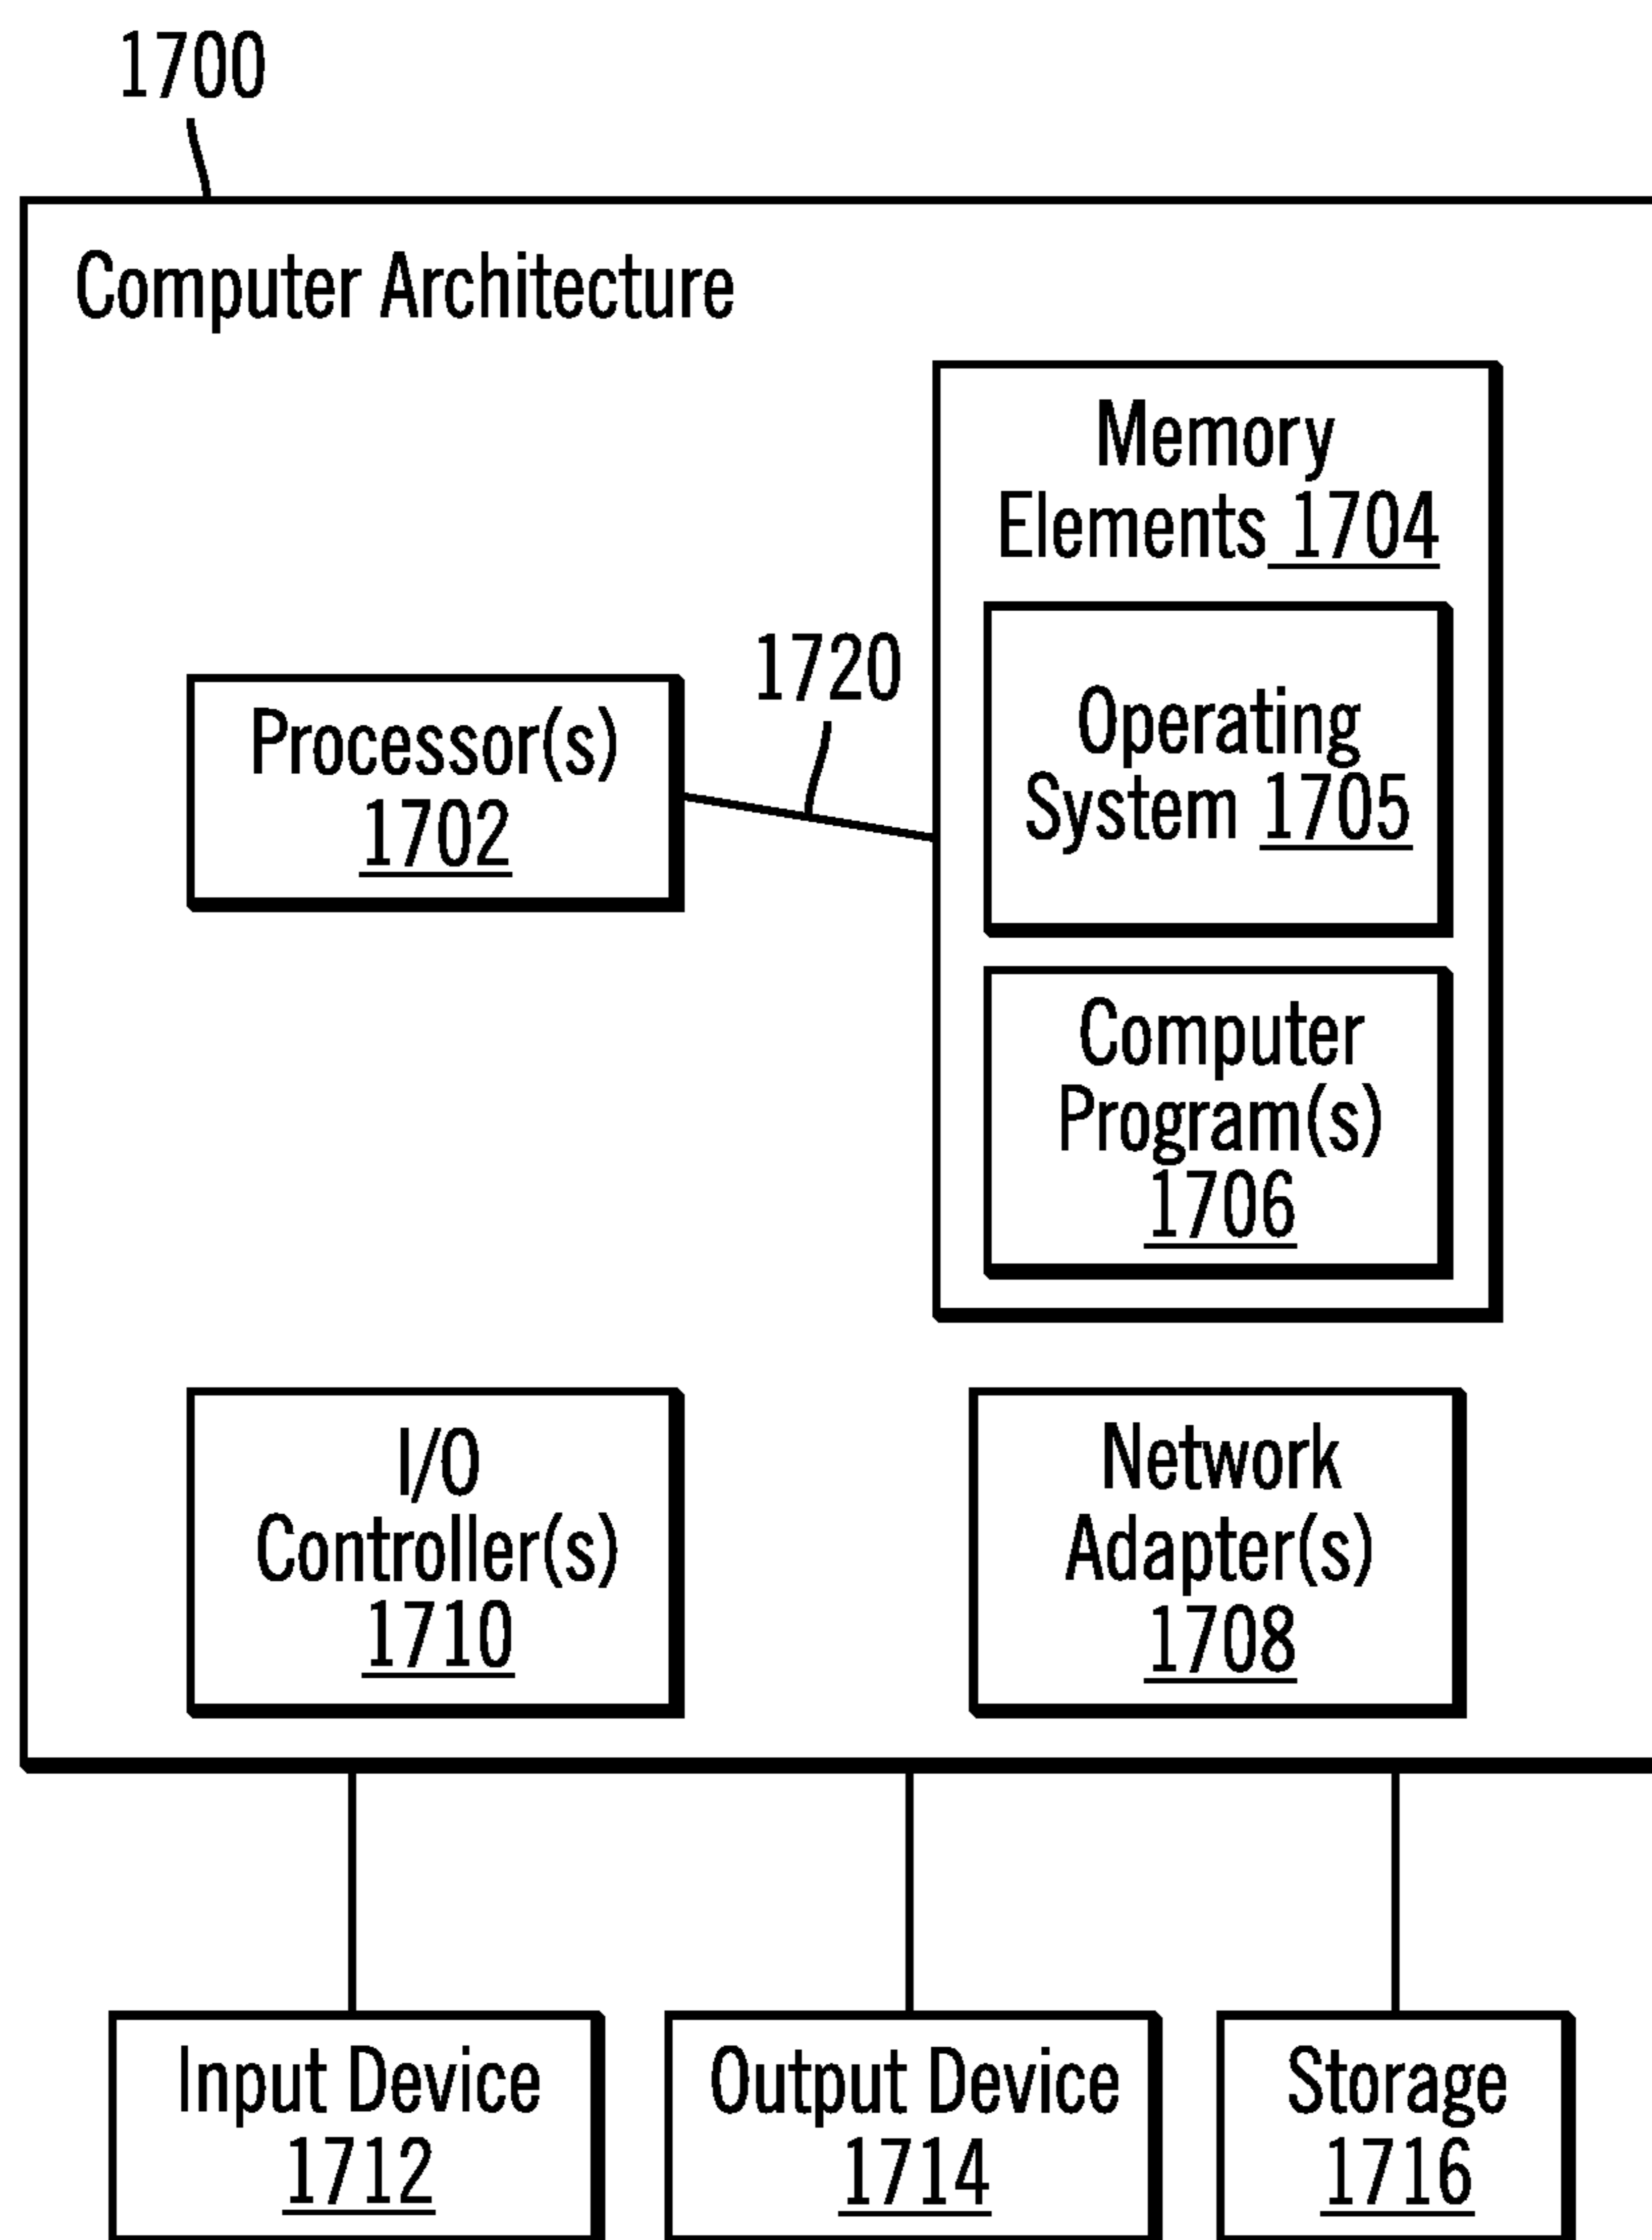 1700
Computer Architecture
Memory
Elements 1704
1720
Processor(s)
1702
Operating
System 1705
Computer
Program(s)
1706
I/O
Controller(s)
1710
Network
Adapter(s)
1708
Input Device
1712
Output Device
1714
Storage
1716